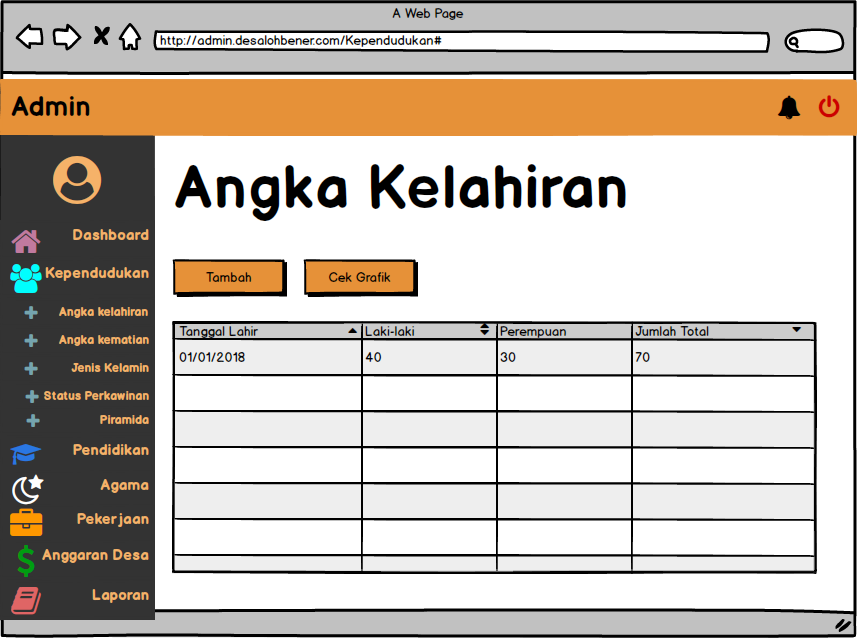 A Web Page
http://admin.desalohbener.com/Kependudukan#
Admin
Dashboard
Kependudukan
Angka kelahiran
Angka kematian
Jenis Kelamin
Status Perkawinan
Piramida
Pendidikan
Agama
Pekerjaan
Anggaran Desa
Laporan
Angka Kelahiran
Tambah Cek Grafik
Tanggal Lahir Laki-laki Perempuan Jumlah Total
01/01/2018 40 30 70